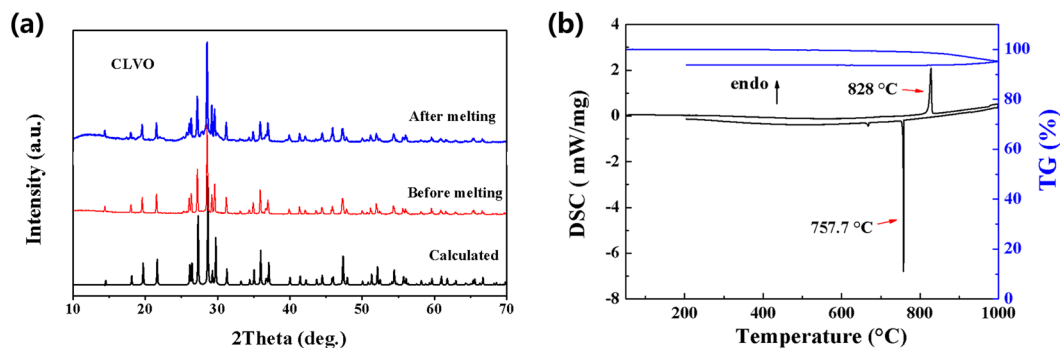 (a)
CLVO
After melting
Before melting
Calculated
Intensity (a.u.)
10 20 30 40 50 60 70
2Theta (deg.)
(b)
4
2
0
-2
-4
-6
-8
DSC ( mW/mg)
endo
828 °C
757.7 °C
100
80
60
40
20
0
TG (%)
200 400 600 800 1000
Temperature (°C)